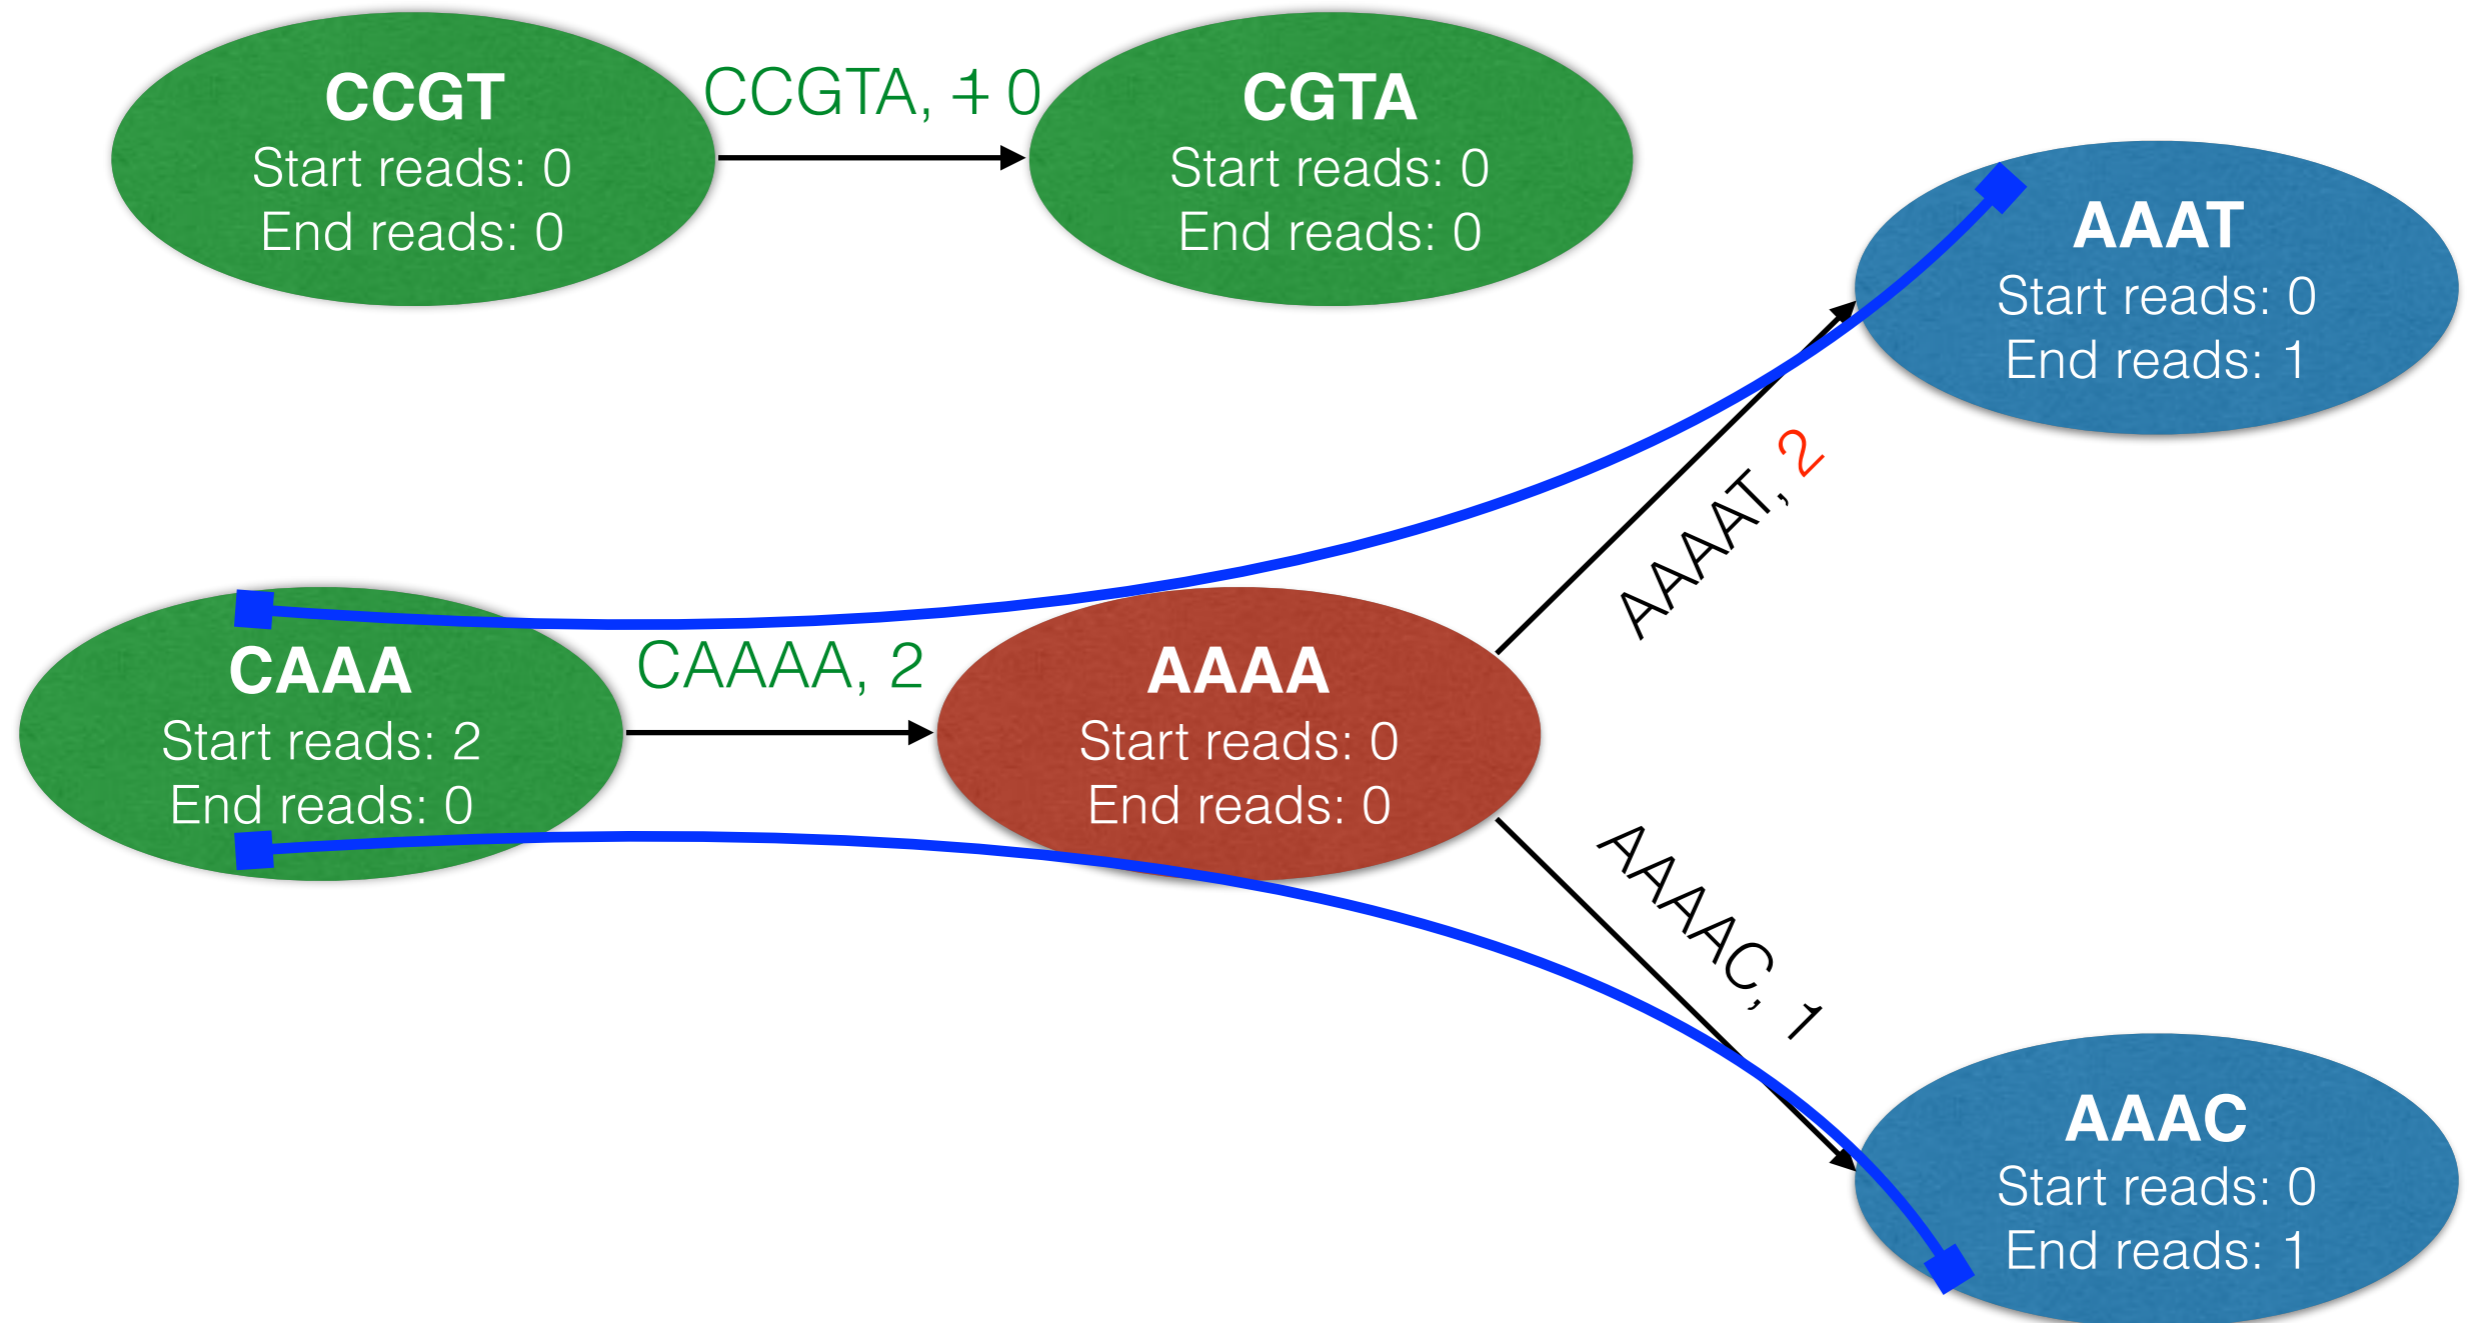 CCGT
Start reads: 0
End reads: 0
CCGTA, 1 0
CGTA
Start reads: 0
End reads: 0
AAAT
Start reads: 0
End reads: 1
AAAAT, 2
CAAA
Start reads: 2
End reads: 0
CAAAA, 2
AAAA
Start reads: 0
End reads: 0
AAAAC, 1
AAAC
Start reads: 0
End reads: 1